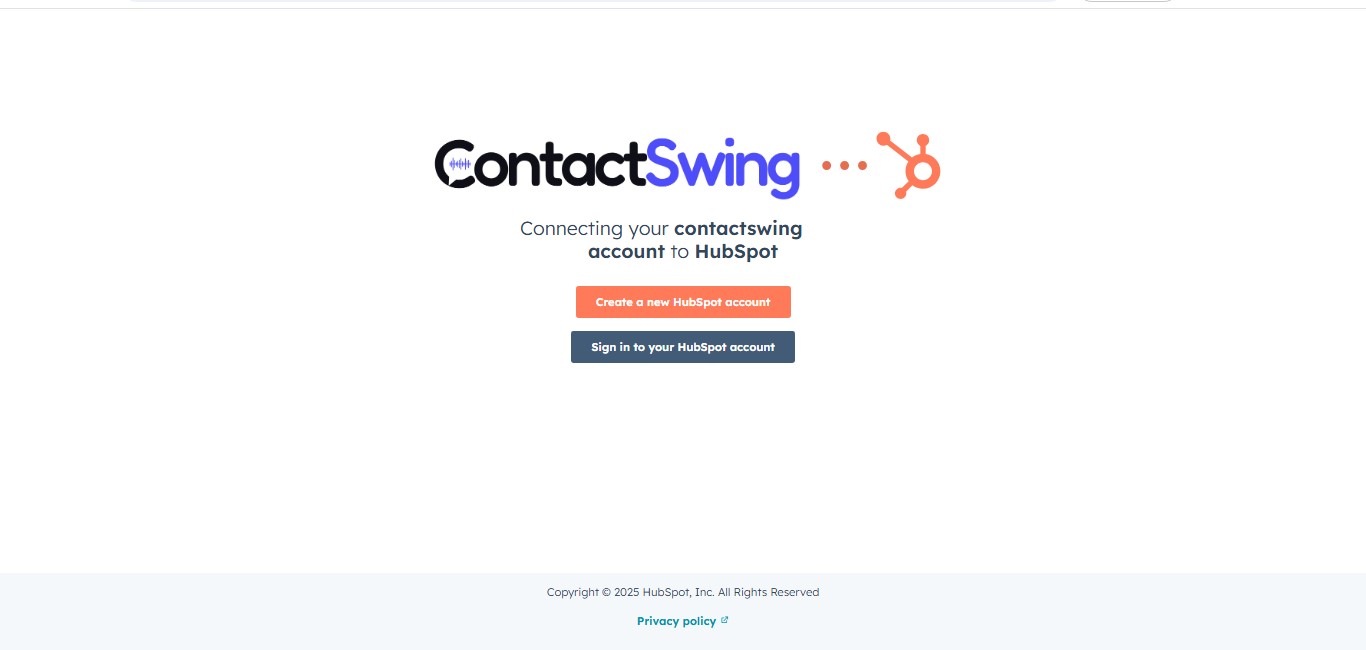 ContactSwing
Connecting your contactswing
account to HubSpot
Create a new HubSpot account
Sign in to your HubSpot account
Copyright © 2025 HubSpot, Inc. All Rights Reserved
Privacy policy